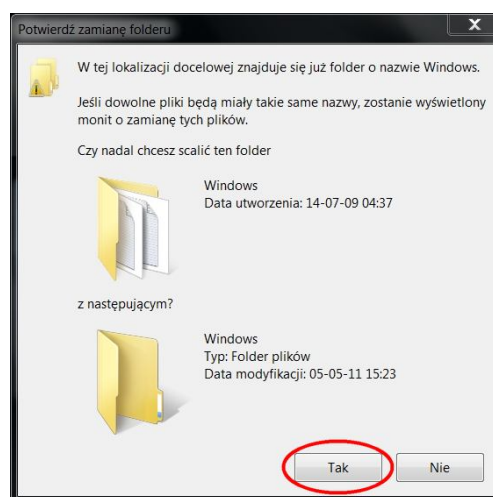 Potwierdź zamianę folderu
X
W tej lokalizacji docelowej znajduje się już folder o nazwie Windows.
Jeśli dowolne pliki będą miały takie same nazwy, zostanie wyświetlony
monit o zamianę tych plików.
Czy nadal chcesz scalić ten folder
Windows
Data utworzenia: 14-07-09 04:37
z następującym?
Windows
Typ: Folder plików
Data modyfikacji: 05-05-11 15:23
Tak
Nie